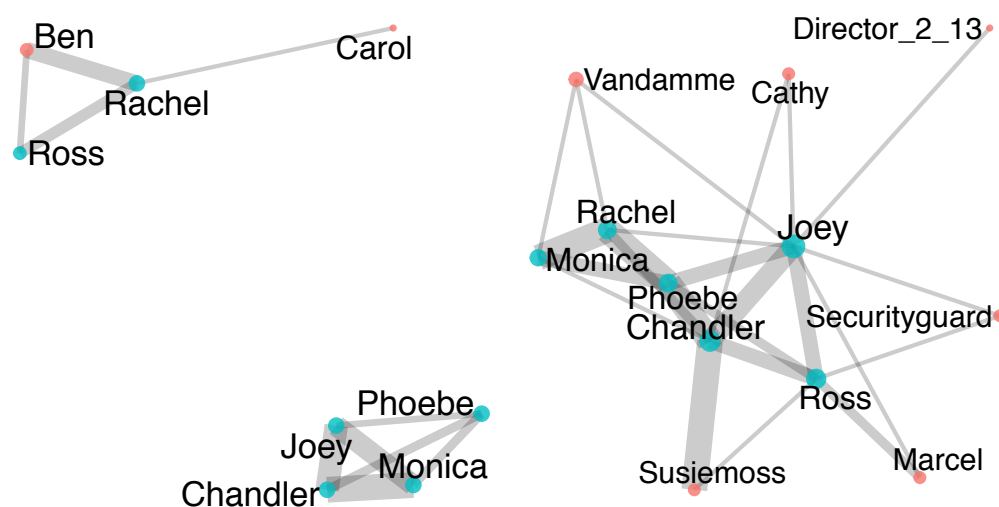 Ben
Carol
Rachel
Ross
Phoebe
Joey
Monica
Chandler
Director_2_13
Vandamme
Cathy
Rachel
Joey
Monica
Phoebe
Chandler
Securityguard
Ross
Susiemoss
Marcel